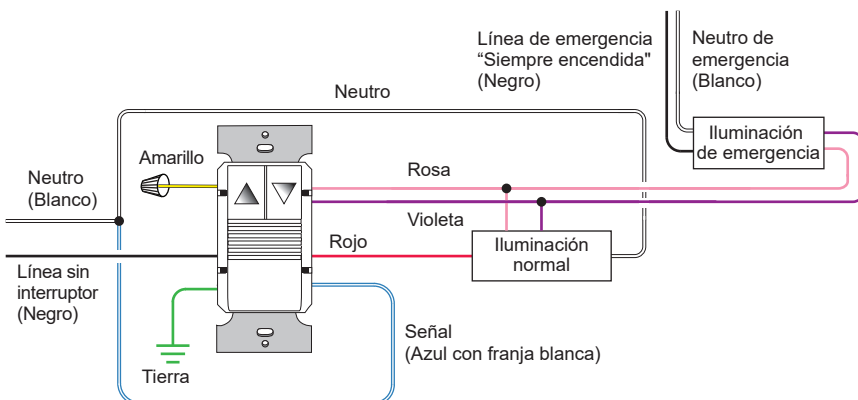 Línea de emergencia
“Siempre encendida"
(Negro)
Neutro de
emergencia
(Blanco)
Neutro
Iluminación
de emergencia
Amarillo
Neutro
(Blanco)
Rosa
Violeta
Rojo
Iluminación
normal
Línea sin
interruptor
(Negro)
Señal
(Azul con franja blanca)
Tierra